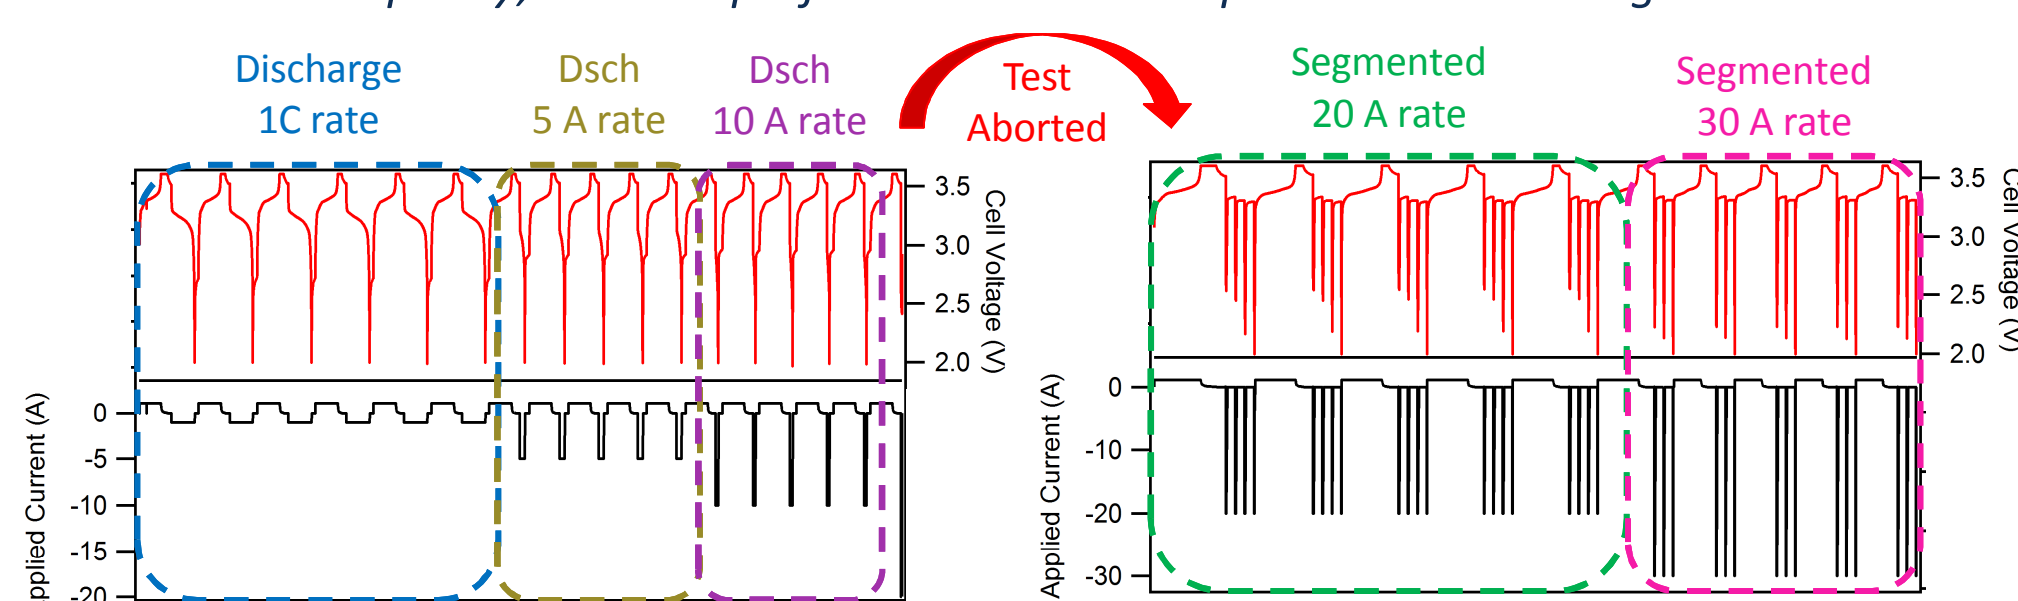 Discharge
1C rate
Dsch
5 A rate
Dsch
10 A rate
Test
Aborted
Segmented
20 A rate
Segmented
30 A rate
3.5
3.0
2.5
2.0
Cell Voltage (V)
0
-5
-10
-15
-20
Applied Current (A)
3.5
3.0
2.5
2.0
Cell Voltage (V)
0
-10
-20
-30
Applied Current (A)